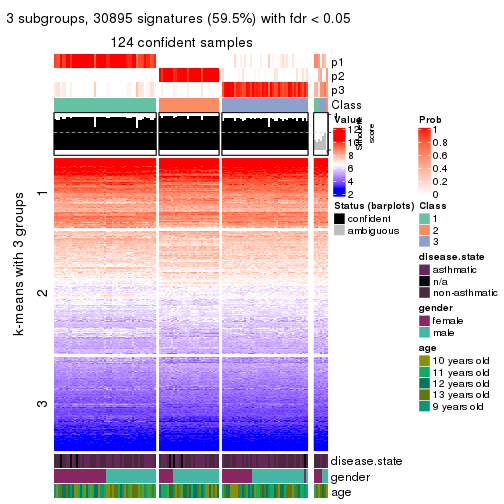 3 subgroups, 30895 signatures (59.5%) with fdr < 0.05
124 confident samples
p1
p2
p3
Class
Silhouette
score
k-means with 3 groups
1
2
3
Value
12
10
8
6
4
2
Prob
1
0.8
0.6
0.4
0.2
0
Status (barplots)
confident
ambiguous
Class
1
2
3
disease.state
asthmatic
n/a
non-asthmatic
gender
female
male
age
10 years old
11 years old
12 years old
13 years old
9 years old
disease.state
gender
age